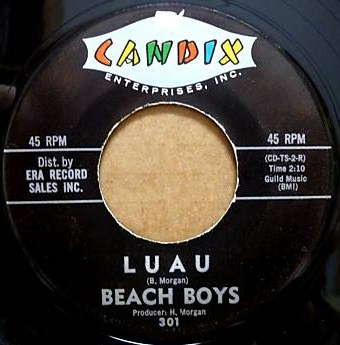 CANDIX
ENTERPRISES, INC.
45 RPM
45 RPM
Dist. by
ERA RECORD
SALES INC.
(CD-TS-2-R)
Time 2:10
Guild Music
(BMI)
LUAU
(B. Morgan)
BEACH BOYS
Producer: H. Morgan
301